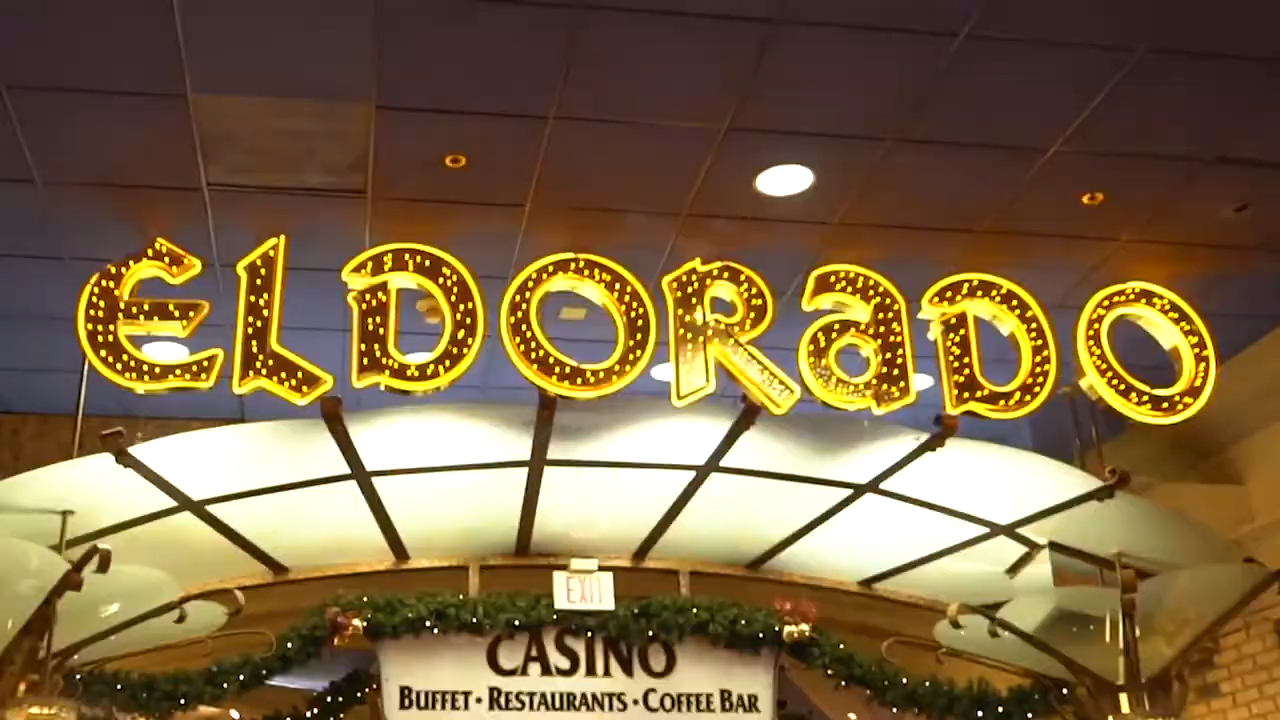 ELDORADO
EXIT
CASINO
BUFFET · RESTAURANTS · COFFEE BAR